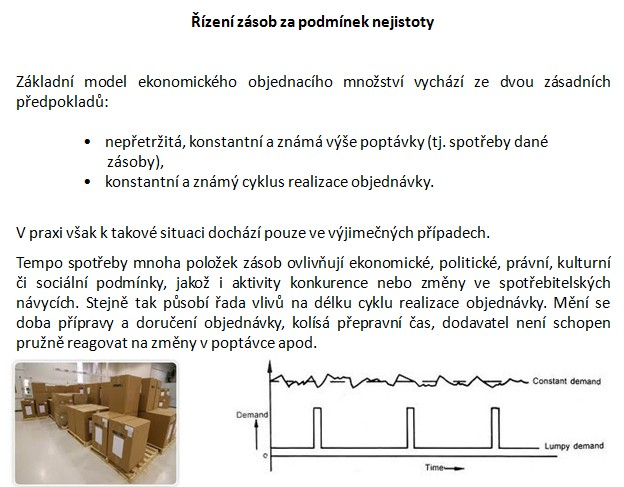 Řízení zásob za podmínek nejistoty
Základní model ekonomického objednacího množství vychází ze dvou zásadních
předpokladů:
• nepřetržitá, konstantní a známá výše poptávky (tj. spotřeby dané
zásoby),
• konstantní a známý cyklus realizace objednávky.
V praxi však k takové situaci dochází pouze ve výjimečných případech.
Tempo spotřeby mnoha položek zásob ovlivňují ekonomické, politické, právní, kulturní
či sociální podmínky, jakož i aktivity konkurence nebo změny ve spotřebitelských
návycích. Stejně tak působí řada vlivů na délku cyklu realizace objednávky. Mění se
doba přípravy a doručení objednávky, kolísá přepravní čas, dodavatel není schopen
pružně reagovat na změny v poptávce apod.
Constant demand
Demand
Lumpy demand
0
Time